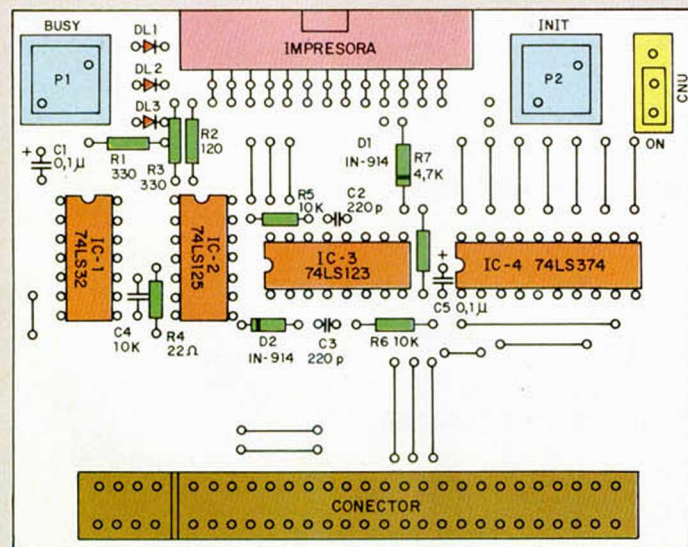 BUSY
P1
DL1
DL2
DL3
IMPRESORA
INIT
P2
CNU
ON
+
C1
0,1µ
R1
330
R3
330
R2
120
D1
IN-914
R7
4,7K
R5
10K
C2
220p
IC-1
74LS32
IC-2
74LS125
IC-3
74LS123
IC-4 74LS374
+
C5 0,1µ
C4
10K
R4
22Ω
D2
IN-914
C3
220p
R6 10K
CONECTOR